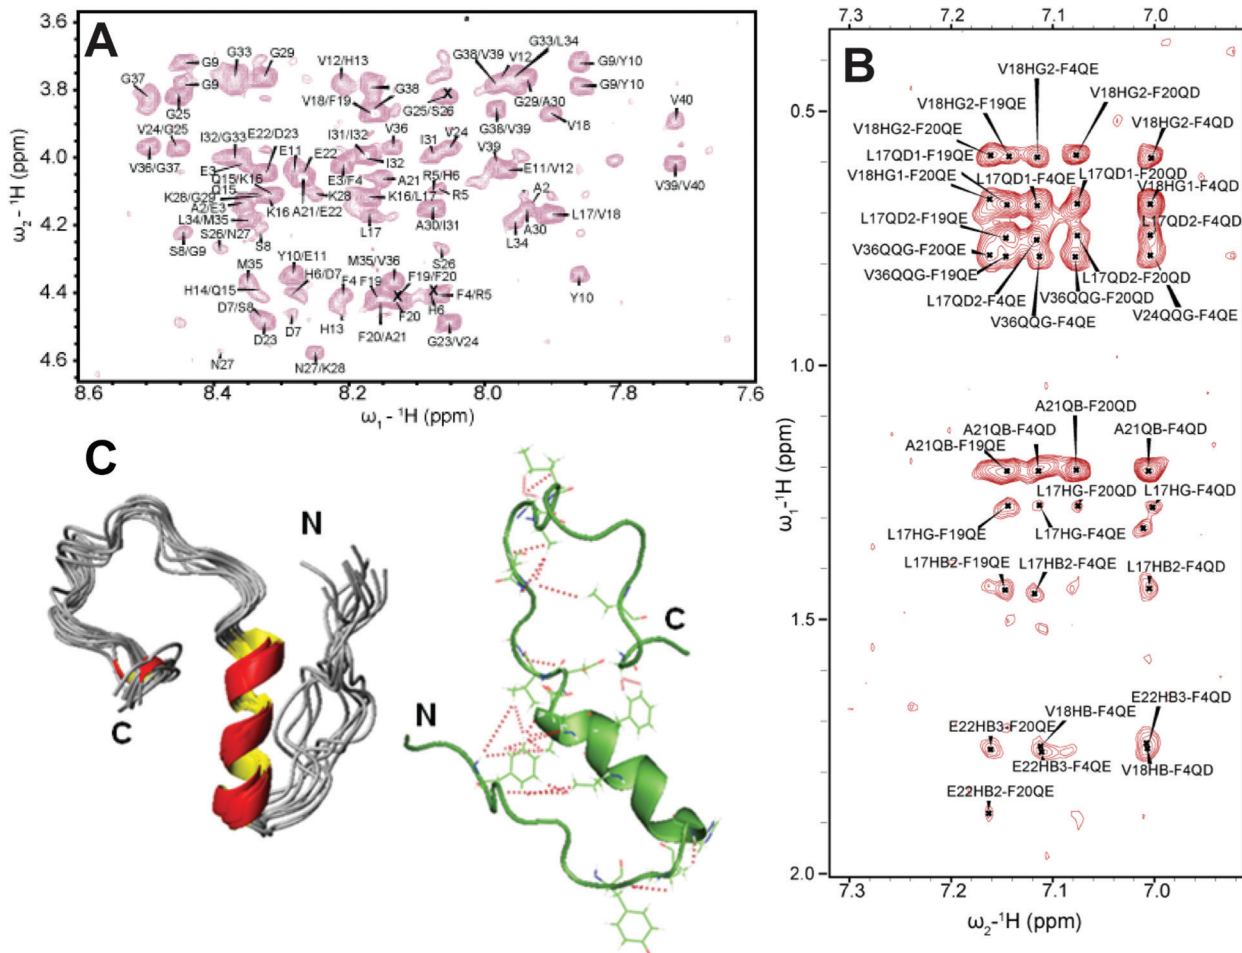 A
3.6
3.8
4.0
4.2
4.4
4.6
ω₂ - ¹H (ppm)
8.6
8.4
8.2
8.0
7.8
7.6
ω₁ - ¹H (ppm)
G37
G9
G9
G25
G33
G29
V12/H13
V18/F19
G38
G25/S26
G38/V39
V12
G33/L34
G29/A30
G38/V39
V18
G9/Y10
G9/Y10
V40
V24/G25
V36/G37
I32/G33
E22/D23
E3
E11
E22
Q15/K16
Q15
K28/G29
A2/E3
K16
A21/E22
K28
L34/M35
S26/N27
S8/G9
S8
I31/I32
V36
I32
E3/F4
A21
K16/L17
L17
I31
V24
R5/H6
R5
A30/I31
V39
E11/V12
A2
L17/V18
A30
L34
V39/V40
M35
Y10/E11
H6/D7
H14/Q15
M35/V36
F4
F19
F19/F20
S26
F4/R5
H6
Y10
D7/S8
D23
D7
H13
F20
F20/A21
G23/V24
N27
N27/K28
B
7.3
7.2
7.1
7.0
0.5
1.0
1.5
2.0
ω₁-¹H (ppm)
V18HG2-F4QE
V18HG2-F19QE
V18HG2-F20QD
V18HG2-F20QE
V18HG2-F4QD
L17QD1-F19QE
L17QD1-F4QE
L17QD1-F20QD
V18HG1-F20QE
V18HG1-F4QD
L17QD2-F19QE
L17QD2-F4QD
V36QQG-F20QE
V36QQG-F19QE
L17QD2-F20QD
L17QD2-F4QE
V36QQG-F20QD
V36QQG-F4QE
V24QQG-F4QE
A21QB-F20QD
A21QB-F4QD
A21QB-F4QD
A21QB-F19QE
L17HG-F20QD
L17HG-F4QD
L17HG-F19QE
L17HG-F4QE
L17HB2-F19QE
L17HB2-F4QE
L17HB2-F4QD
E22HB3-F4QD
V18HB-F4QE
E22HB3-F20QE
E22HB3-F4QE
V18HB-F4QD
E22HB2-F20QE
7.3
7.2
7.1
7.0
ω₂-¹H (ppm)
C
N
C
N
C